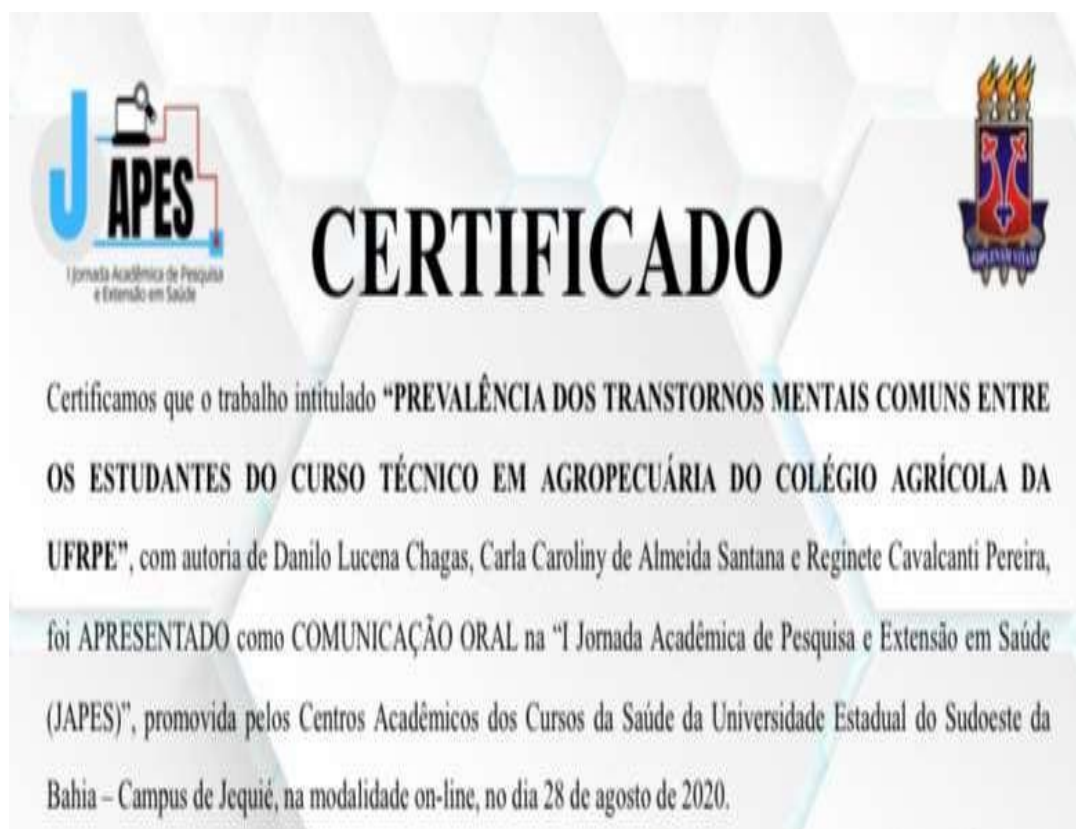 J APES
I Jornada Acadêmica de Pesquisa
e Extensão em Saúde
CERTIFICADO
Certificamos que o trabalho intitulado “PREVALÊNCIA DOS TRANSTORNOS MENTAIS COMUNS ENTRE
OS ESTUDANTES DO CURSO TÉCNICO EM AGROPECUÁRIA DO COLÉGIO AGRÍCOLA DA
UFRPE”, com autoria de Danilo Lucena Chagas, Carla Caroliny de Almeida Santana e Reginete Cavalcanti Pereira,
foi APRESENTADO como COMUNICAÇÃO ORAL na “I Jornada Acadêmica de Pesquisa e Extensão em Saúde
(JAPES)”, promovida pelos Centros Acadêmicos dos Cursos da Saúde da Universidade Estadual do Sudoeste da
Bahia – Campus de Jequié, na modalidade on-line, no dia 28 de agosto de 2020.